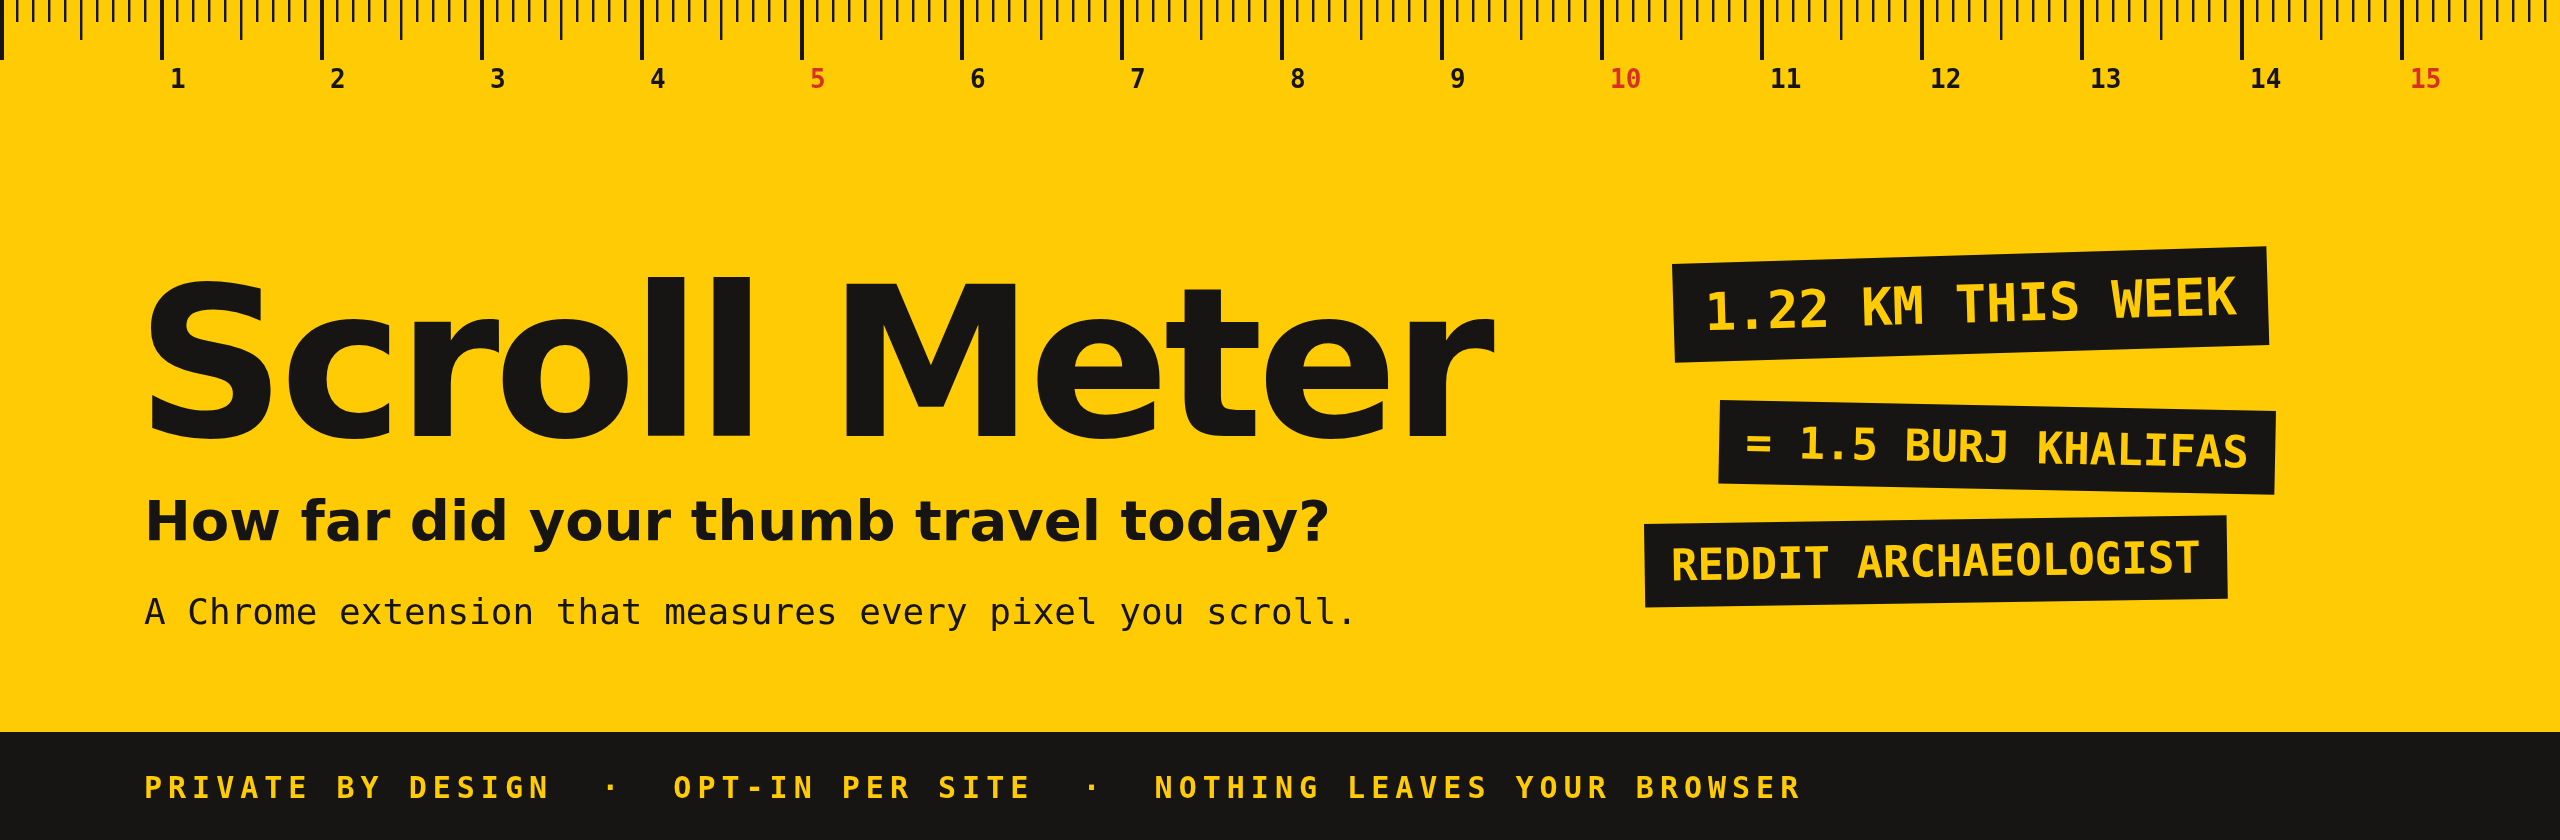 1 2 3 4 5 6 7 8 9 10 11 12 13 14 15
Scroll Meter
How far did your thumb travel today?
A Chrome extension that measures every pixel you scroll.
1.22 KM THIS WEEK
= 1.5 BURJ KHALIFAS
REDDIT ARCHAEOLOGIST
PRIVATE BY DESIGN · OPT-IN PER SITE · NOTHING LEAVES YOUR BROWSER